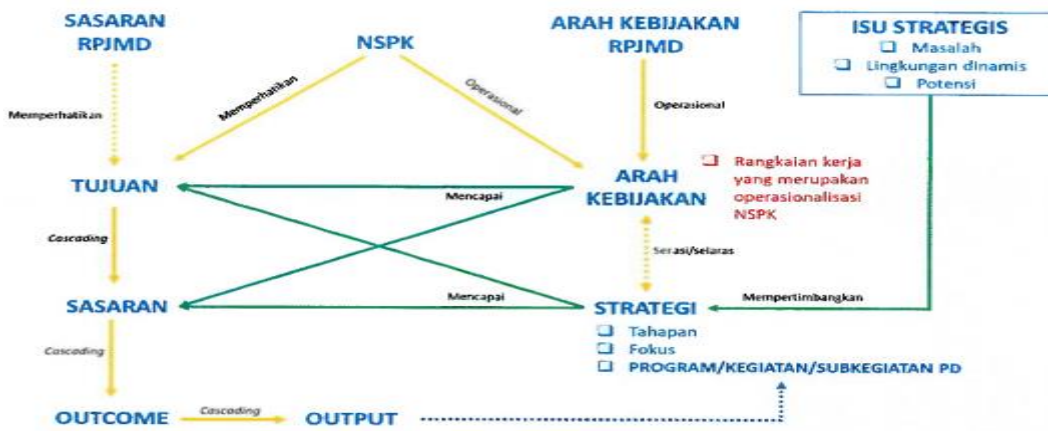 SASARAN
RPJMD
NSPK
ARAH KEBIJAKAN
RPJMD
ISU STRATEGIS
Masalah
Lingkungan dinamis
Potensi
Memperhatikan
Memperhatikan
Operasional
Operasional
TUJUAN
ARAH
KEBIJAKAN
Rangkaian kerja
yang merupakan
operasionalisasi
NSPK
Mencapai
Cascading
Serasi/selaras
SASARAN
Mencapai
STRATEGI
Mempertimbangkan
Tahapan
Fokus
PROGRAM/KEGIATAN/SUBKEGIATAN PD
Cascading
OUTCOME
Cascading
OUTPUT